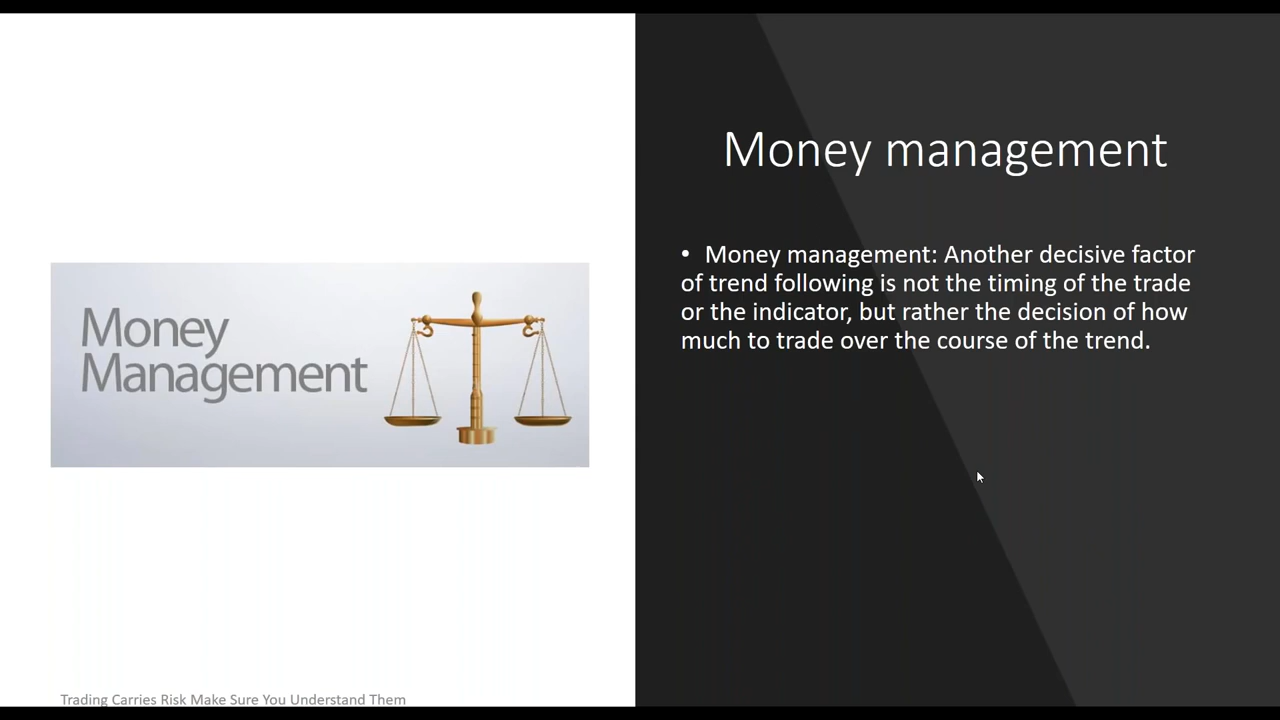 Money
Management
Trading Carries Risk Make Sure You Understand Them
Money management
• Money management: Another decisive factor
of trend following is not the timing of the trade
or the indicator, but rather the decision of how
much to trade over the course of the trend.